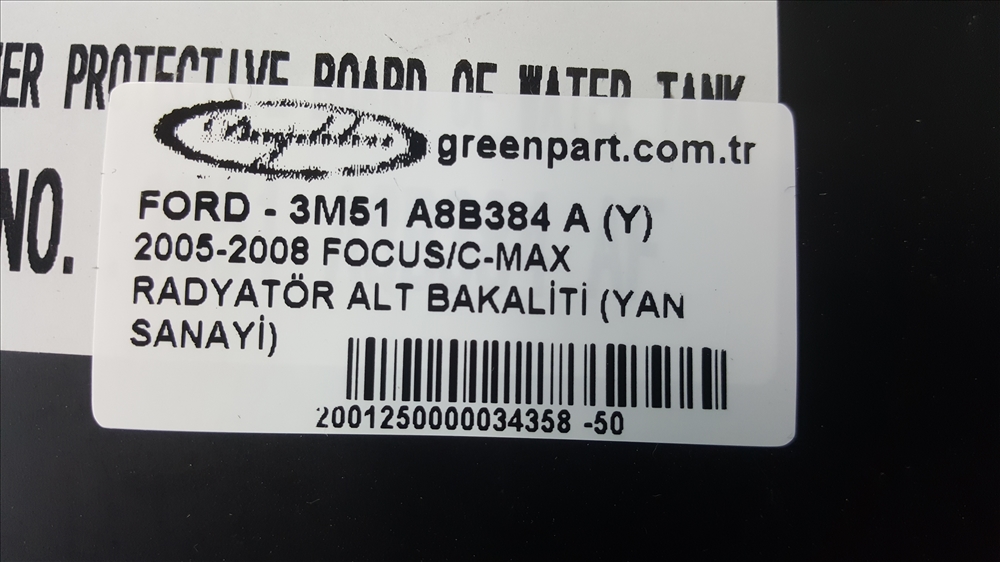 PROTECTIVE BOARD OF WATER TANK
NO.
greenpart.com.tr
FORD - 3M51 A8B384 A (Y)
2005-2008 FOCUS/C-MAX
RADYATÖR ALT BAKALİTİ (YAN
SANAYİ)
2001250000034358 -50